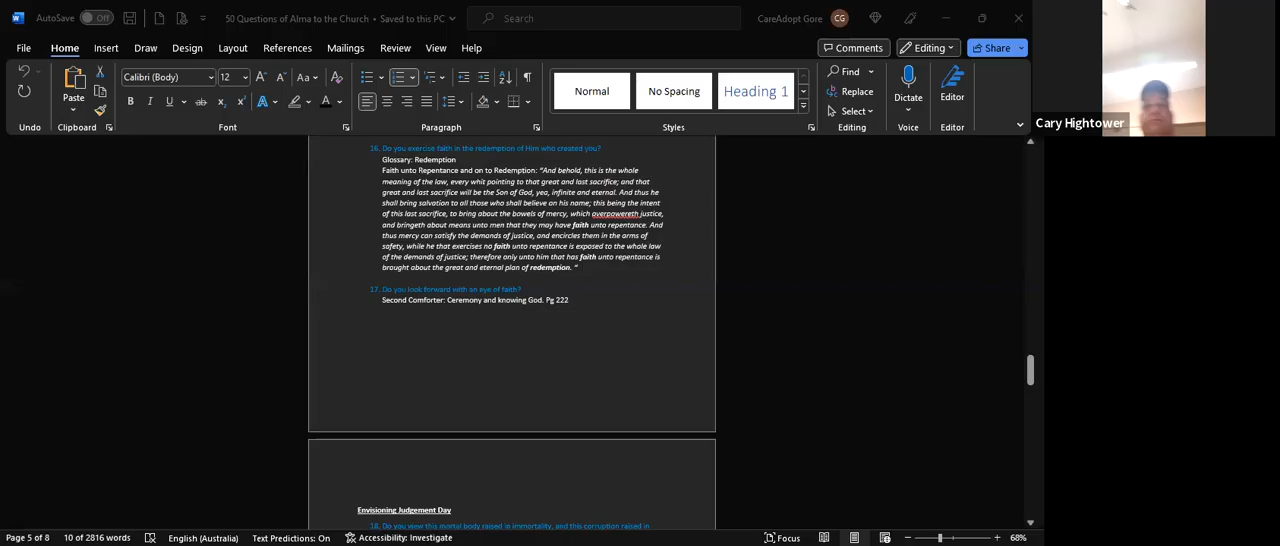 AutoSave Off 50 Questions of Alma to the Church • Saved to this PC Search CareAdopt Gore CG
File Home Insert Draw Design Layout References Mailings Review View Help Comments Editing Share
Calibri (Body) 12 Aa Normal No Spacing Heading 1 Find
Replace
Select
Paste Dictate Editor
Undo Clipboard Font Paragraph Styles Editing Voice Editor
Cary Hightower
16. Do you exercise faith in the redemption of Him who created you?
Glossary: Redemption
Faith unto Repentance and on to Redemption: “And behold, this is the whole
meaning of the law, every whit pointing to that great and last sacrifice; and that
great and last sacrifice will be the Son of God, yea, infinite and eternal. And thus he
shall bring salvation to all those who shall believe on his name; this being the intent
of this last sacrifice, to bring about the bowels of mercy, which overpowereth justice,
and bringeth about means unto men that they may have faith unto repentance. And
thus mercy can satisfy the demands of justice, and encircles them in the arms of
safety, while he that exercises no faith unto repentance is exposed to the whole law
of the demands of justice; therefore only unto him that has faith unto repentance is
brought about the great and eternal plan of redemption. “
17. Do you look forward with an eye of faith?
Second Comforter: Ceremony and knowing God. Pg 222
Envisioning Judgement Day
18. Do you view this mortal body raised in immortality, and this corruption raised in
Page 5 of 8 10 of 2816 words English (Australia) Text Predictions: On Accessibility: Investigate Focus 68%